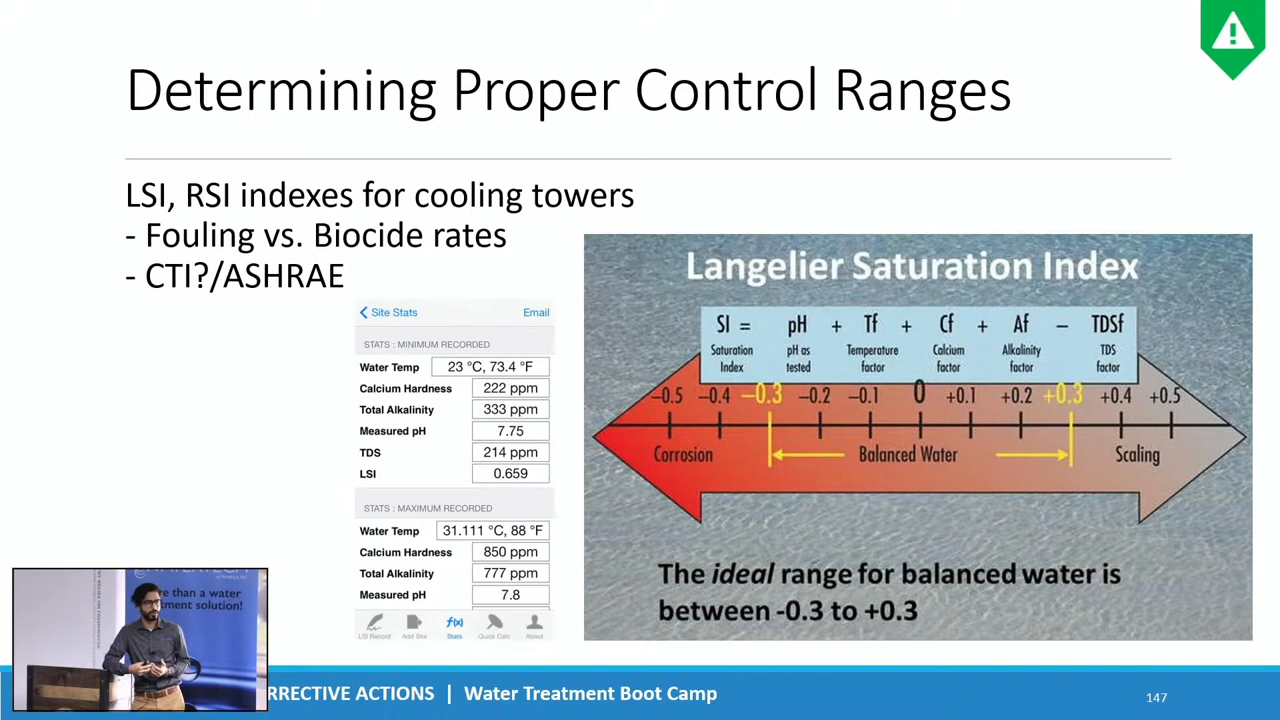 Determining Proper Control Ranges
LSI, RSI indexes for cooling towers
- Fouling vs. Biocide rates
- CTI?/ASHRAE
Site Stats Email
STATS : MINIMUM RECORDED
Water Temp 23 °C, 73.4 °F
Calcium Hardness 222 ppm
Total Alkalinity 333 ppm
Measured pH 7.75
TDS 214 ppm
LSI 0.659
STATS : MAXIMUM RECORDED
Water Temp 31.111 °C, 88 °F
Calcium Hardness 850 ppm
Total Alkalinity 777 ppm
Measured pH 7.8
LSI Record Add Site Stats Quick Calc About
f(x)
Langelier Saturation Index
SI = pH + Tf + Cf + Af – TDSf
Saturation Index pH as tested Temperature factor Calcium factor Alkalinity factor TDS factor
–0.5 –0.4 –0.3 –0.2 –0.1 0 +0.1 +0.2 +0.3 +0.4 +0.5
Corrosion Balanced Water Scaling
The ideal range for balanced water is
between -0.3 to +0.3
re than a water
tment solution!
RRECTIVE ACTIONS | Water Treatment Boot Camp
147